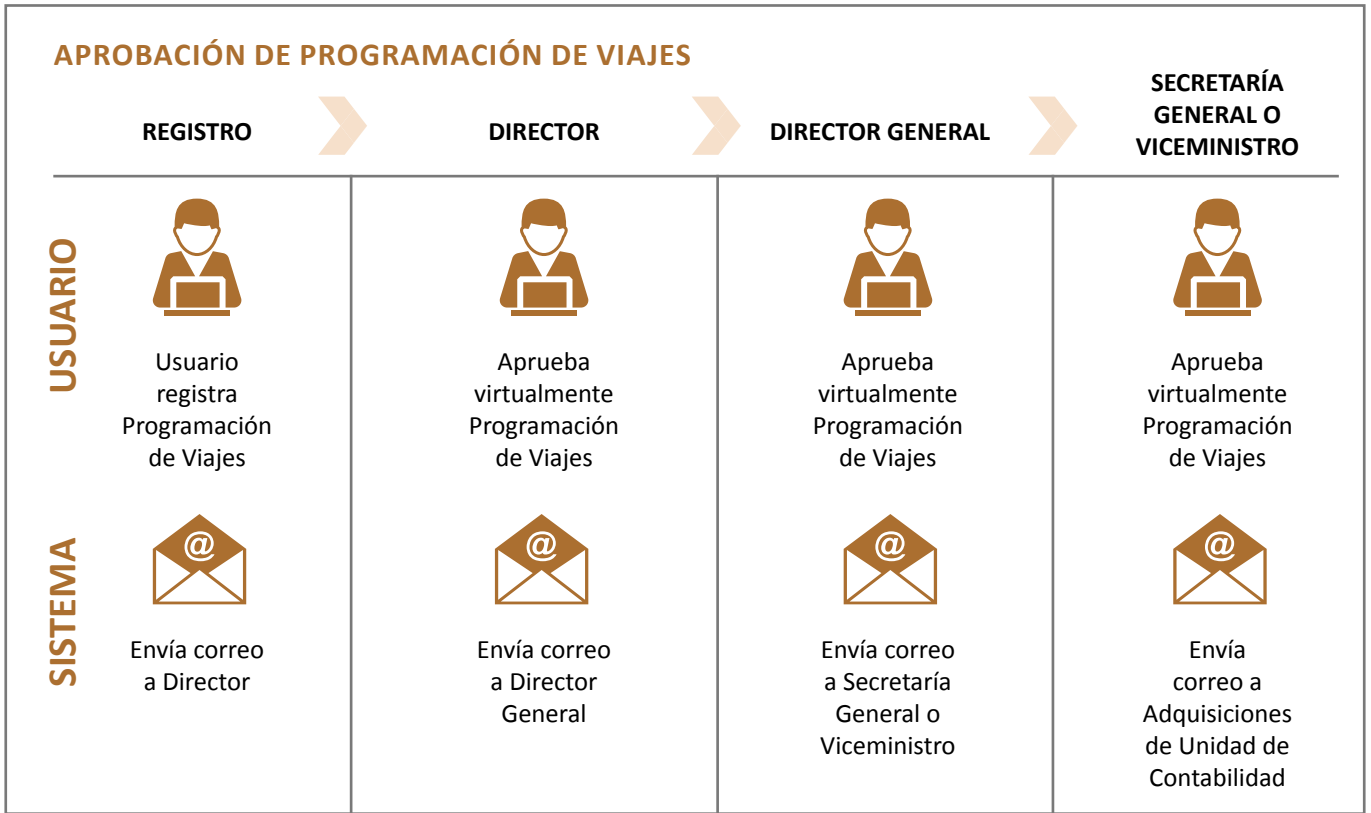 APROBACIÓN DE PROGRAMACIÓN DE VIAJES
REGISTRO
DIRECTOR
DIRECTOR GENERAL
SECRETARÍA
GENERAL O
VICEMINISTRO
USUARIO
Usuario
registra
Programación
de Viajes
Aprueba
virtualmente
Programación
de Viajes
Aprueba
virtualmente
Programación
de Viajes
Aprueba
virtualmente
Programación
de Viajes
SISTEMA
@
Envía correo
a Director
@
Envía correo
a Director
General
@
Envía correo
a Secretaría
General o
Viceministro
@
Envía
correo a
Adquisiciones
de Unidad de
Contabilidad